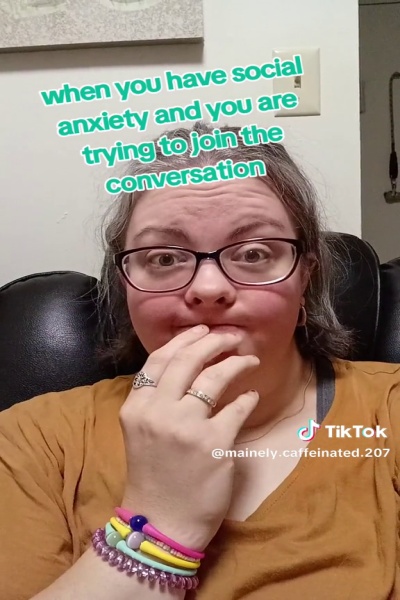 when you have social
anxiety and you are
trying to join the
conversation
TikTok
@mainely.caffeinated.207